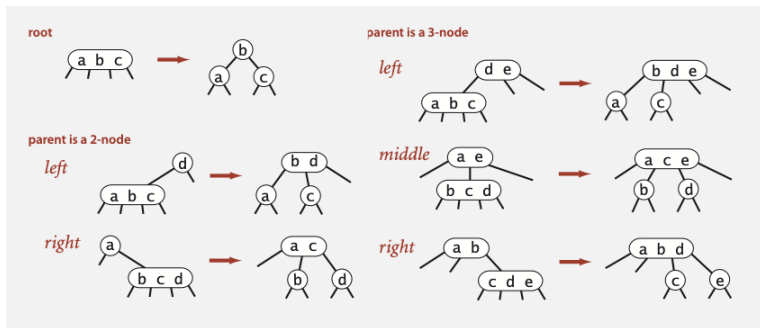 root
a b c
b
a
c
parent is a 2-node
left
d
a b c
b d
a
c
right
a
b c d
a c
b
d
parent is a 3-node
left
d e
a b c
b d e
a
c
middle
a e
b c d
a c e
b
d
right
a b
c d e
a b d
c
e